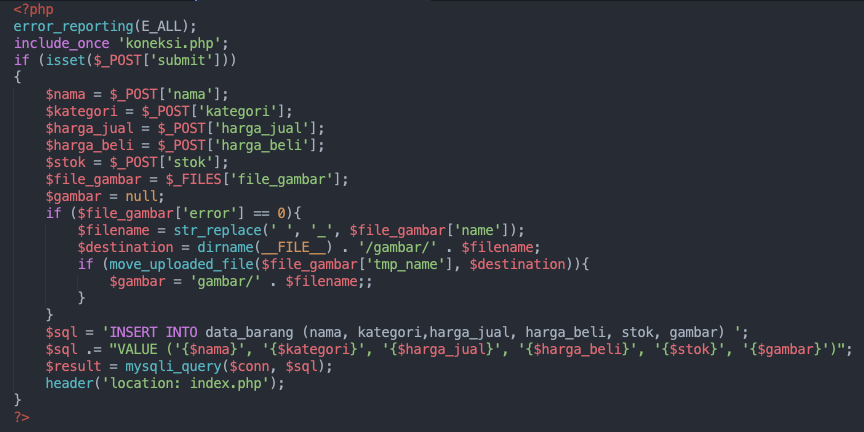 <?php
error_reporting(E_ALL);
include_once 'koneksi.php';
if (isset($_POST['submit']))
{
    $nama = $_POST['nama'];
    $kategori = $_POST['kategori'];
    $harga_jual = $_POST['harga_jual'];
    $harga_beli = $_POST['harga_beli'];
    $stok = $_POST['stok'];
    $file_gambar = $_FILES['file_gambar'];
    $gambar = null;
    if ($file_gambar['error'] == 0){
        $filename = str_replace(' ', '_', $file_gambar['name']);
        $destination = dirname(__FILE__) . '/gambar/' . $filename;
        if (move_uploaded_file($file_gambar['tmp_name'], $destination)){
            $gambar = 'gambar/' . $filename;;
        }
    }
    $sql = 'INSERT INTO data_barang (nama, kategori,harga_jual, harga_beli, stok, gambar) ';
    $sql .= "VALUE ('{$nama}', '{$kategori}', '{$harga_jual}', '{$harga_beli}', '{$stok}', '{$gambar}')";
    $result = mysqli_query($conn, $sql);
    header('location: index.php');
}
?>